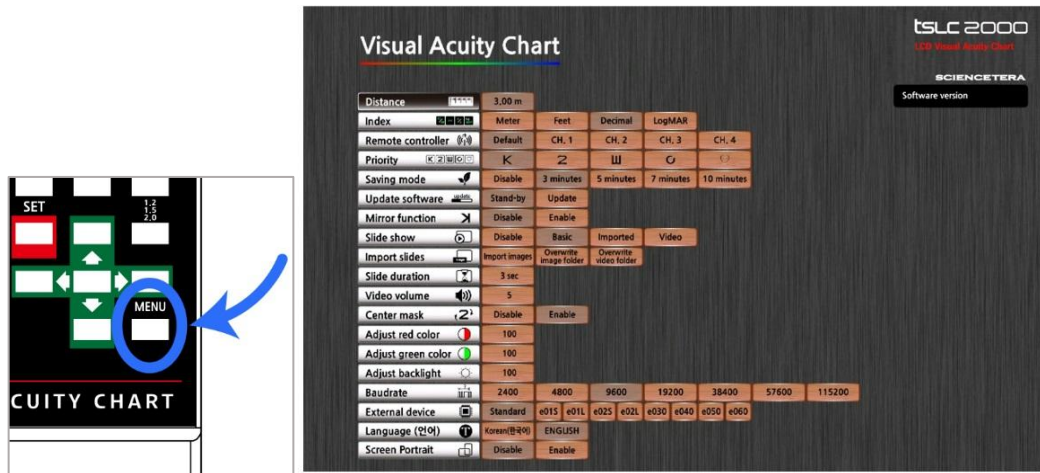 SET
1.2
1.5
2.0
MENU
CUITY CHART
Visual Acuity Chart
tSLC 2000
LCD Visual Acuity Chart
SCIENCETERA
Software version
Distance 3.00 m
Index Meter Feet Decimal LogMAR
Remote controller Default CH. 1 CH. 2 CH. 3 CH. 4
Priority K 2 Ш C
Saving mode Disable 3 minutes 5 minutes 7 minutes 10 minutes
Update software update Stand-by Update
Mirror function Disable Enable
Slide show Disable Basic Imported Video
Import slides Import images Overwrite image folder Overwrite video folder
Slide duration 3 sec
Video volume 5
Center mask 2 Disable Enable
Adjust red color 100
Adjust green color 100
Adjust backlight 100
Baudrate 2400 4800 9600 19200 38400 57600 115200
External device Standard e01S e01L e02S e02L e030 e040 e050 e060
Language (언어) Korean(한국어) ENGLISH
Screen Portrait Disable Enable